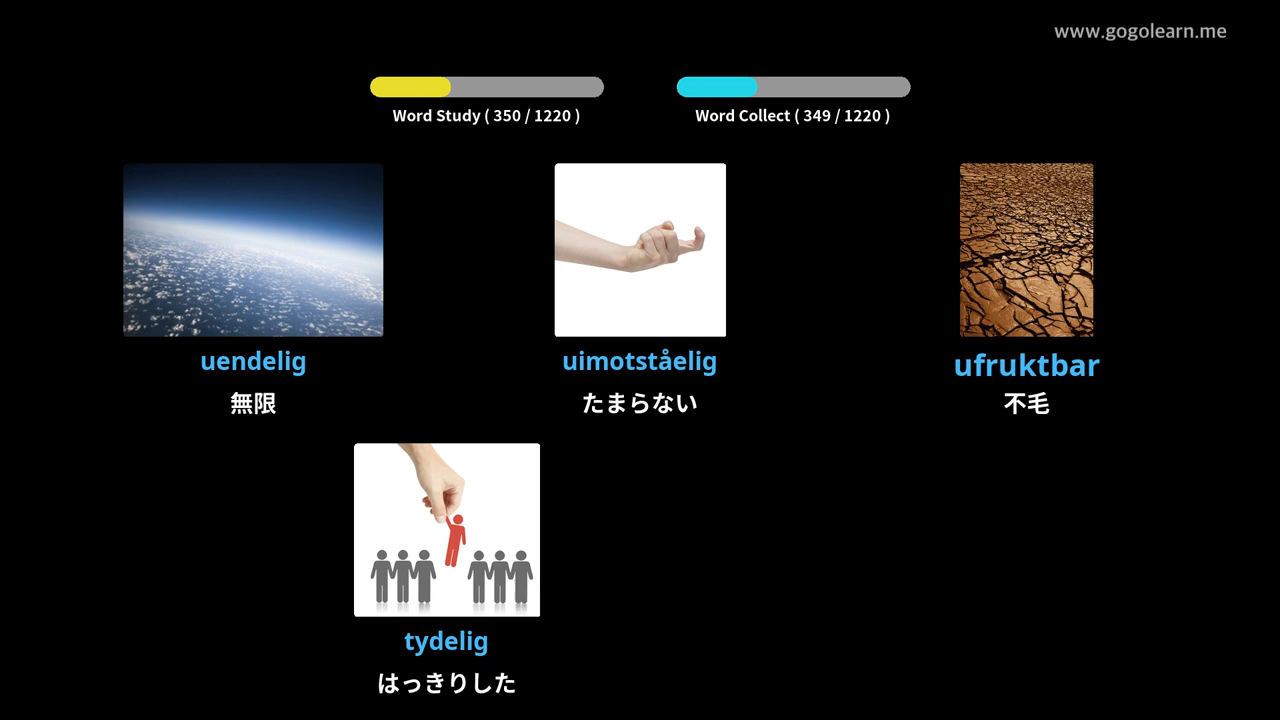 www.gogolearn.me
Word Study ( 350 / 1220 )
Word Collect ( 349 / 1220 )
uendelig
uimotståelig
ufruktbar
無限
たまらない
不毛
tydelig
はっきりした